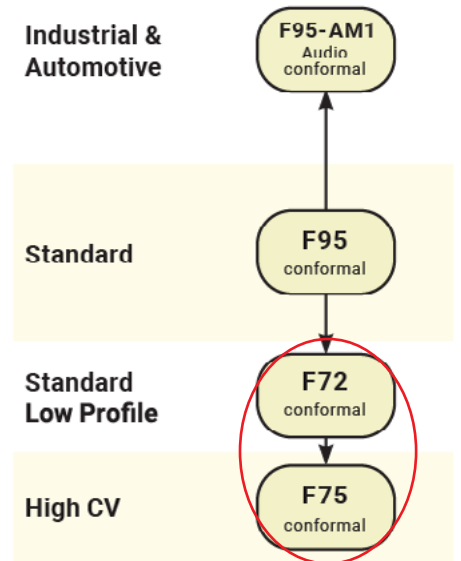 Industrial &
Automotive
F95-AM1
Audio
conformal
Standard
F95
conformal
Standard
Low Profile
F72
conformal
High CV
F75
conformal